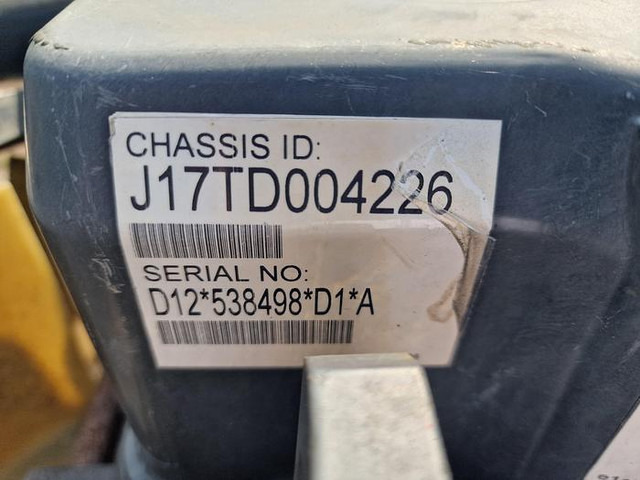 CHASSIS ID:
J17TD004226
SERIAL NO:
D12*538498*D1*A